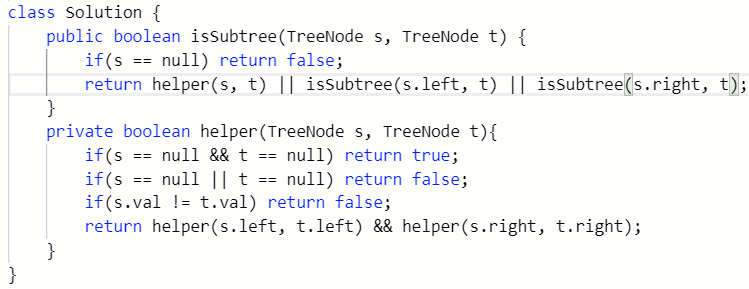 class Solution {
    public boolean isSubtree(TreeNode s, TreeNode t) {
        if(s == null) return false;
        return helper(s, t) || isSubtree(s.left, t) || isSubtree(s.right, t);
    }
    private boolean helper(TreeNode s, TreeNode t){
        if(s == null && t == null) return true;
        if(s == null || t == null) return false;
        if(s.val != t.val) return false;
        return helper(s.left, t.left) && helper(s.right, t.right);
    }
}